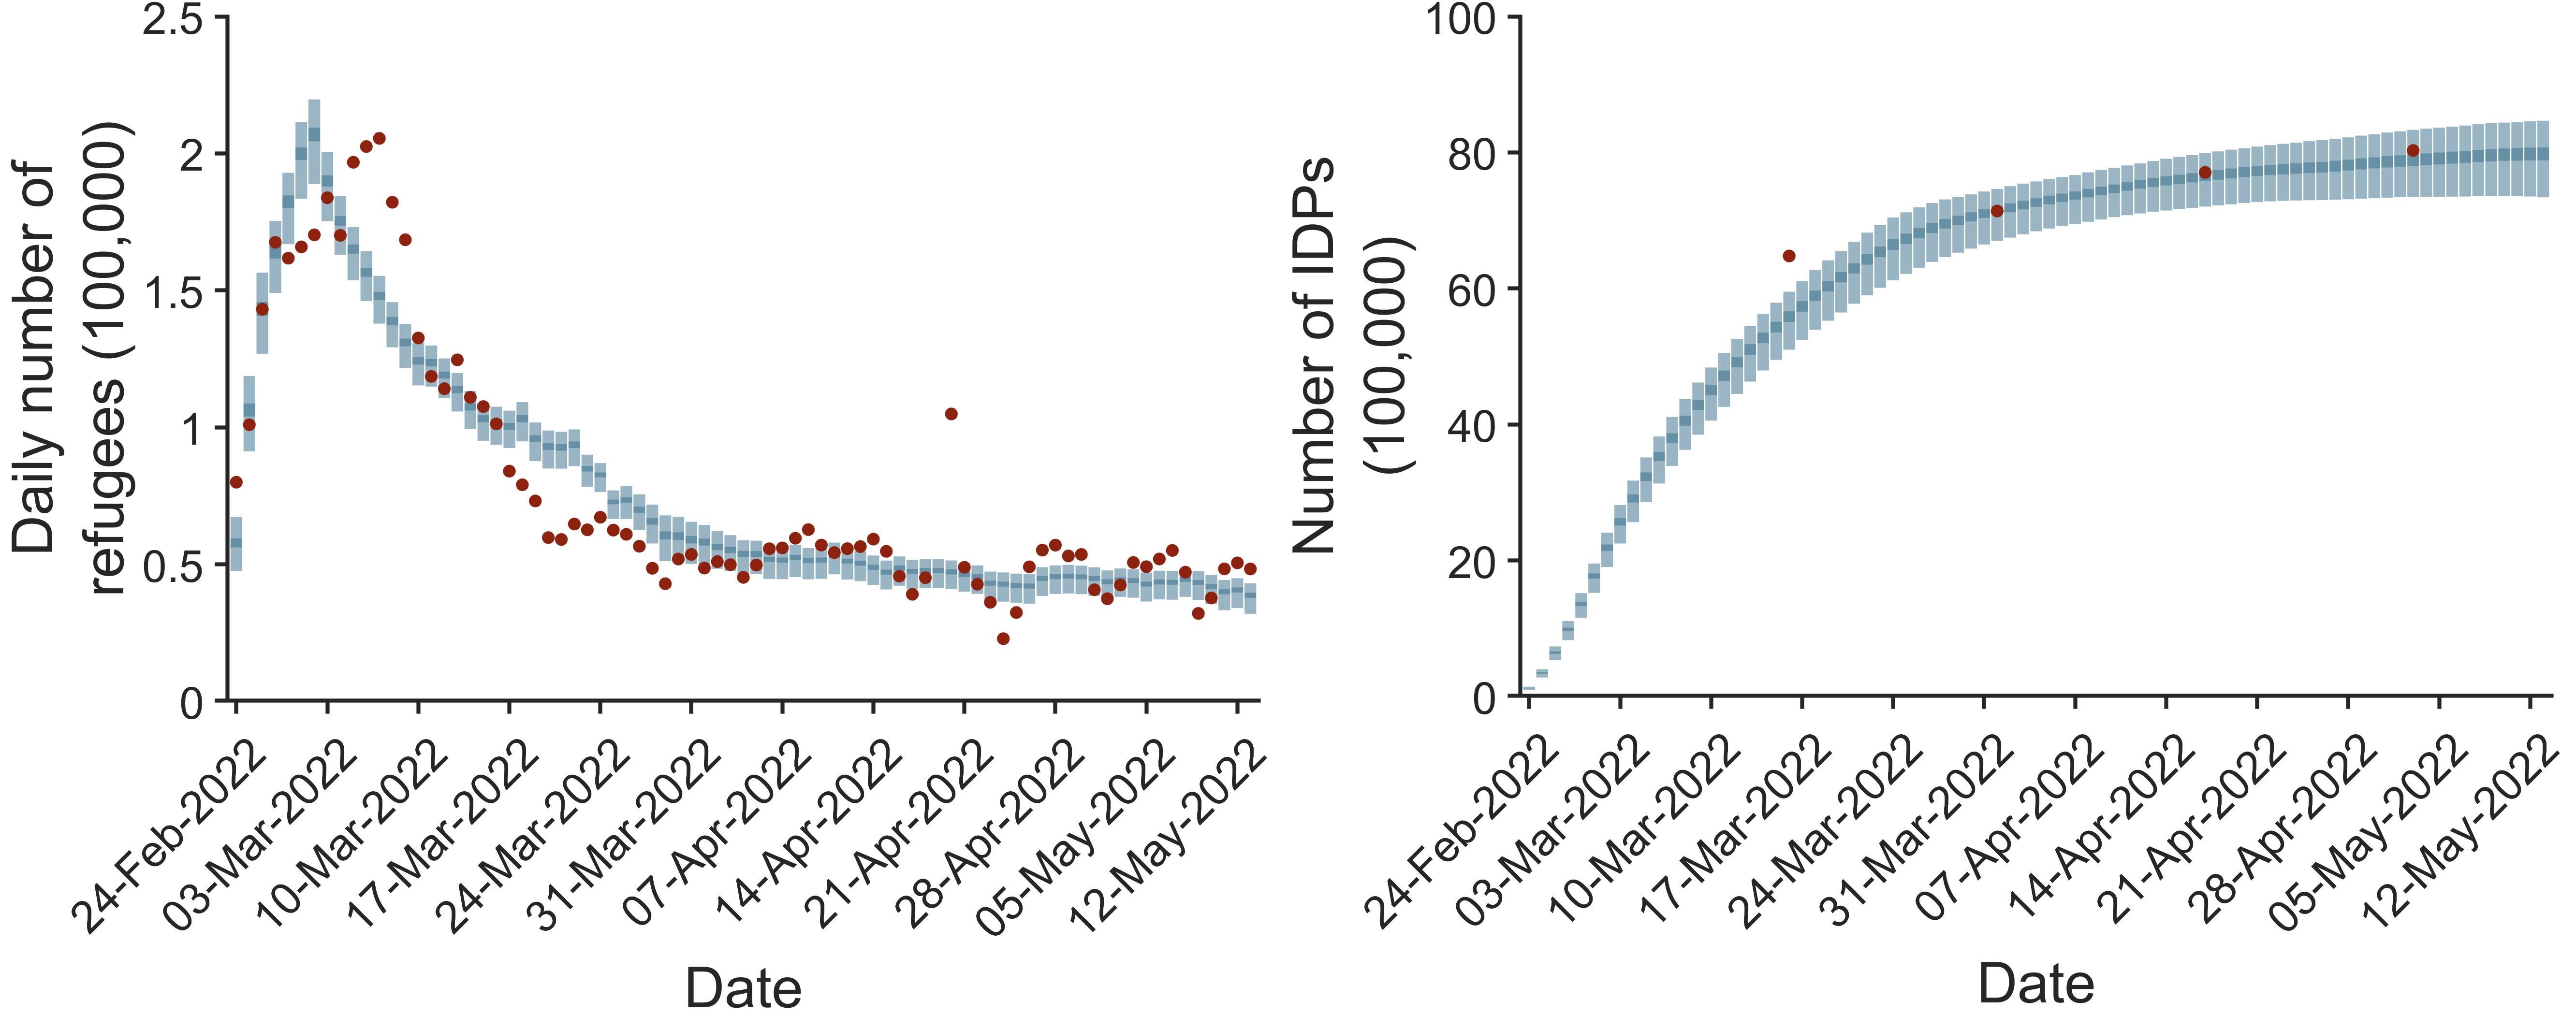 Daily number of
refugees (100,000)
2.5
2
1.5
1
0.5
0
24-Feb-2022
03-Mar-2022
10-Mar-2022
17-Mar-2022
24-Mar-2022
31-Mar-2022
07-Apr-2022
14-Apr-2022
21-Apr-2022
28-Apr-2022
05-May-2022
12-May-2022
Date
Number of IDPs
(100,000)
100
80
60
40
20
0
24-Feb-2022
03-Mar-2022
10-Mar-2022
17-Mar-2022
24-Mar-2022
31-Mar-2022
07-Apr-2022
14-Apr-2022
21-Apr-2022
28-Apr-2022
05-May-2022
12-May-2022
Date